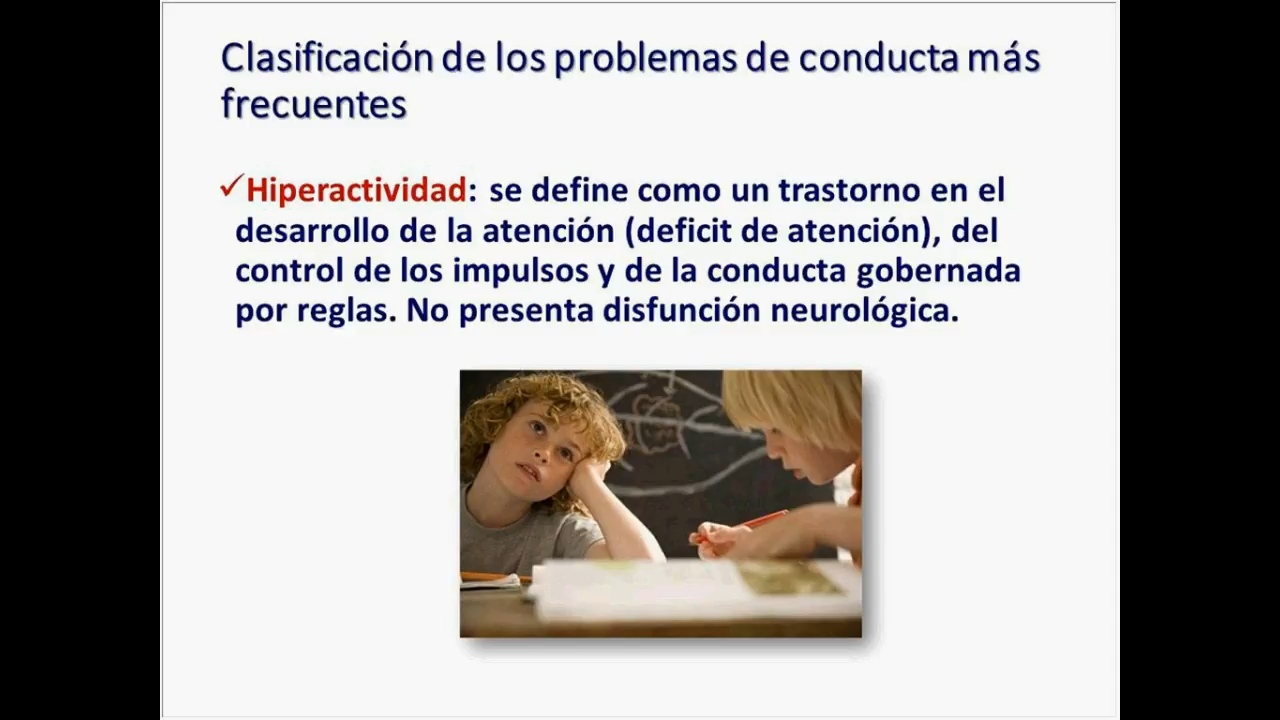 Clasificación de los problemas de conducta más
frecuentes
✓Hiperactividad: se define como un trastorno en el
desarrollo de la atención (deficit de atención), del
control de los impulsos y de la conducta gobernada
por reglas. No presenta disfunción neurológica.